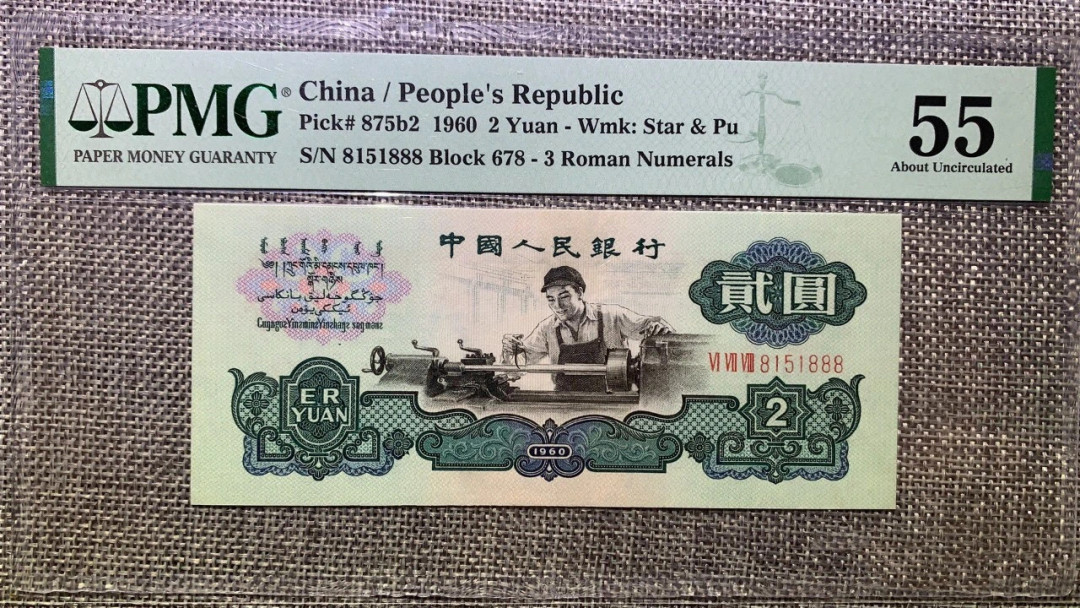 PMG® China / People's Republic
Pick# 875b2 1960 2 Yuan - Wmk: Star & Pu
PAPER MONEY GUARANTY S/N 8151888 Block 678 - 3 Roman Numerals
55
About Uncirculated
中國人民銀行
貳圓
VI VII VIII 8151888
ER
YUAN
2
1960